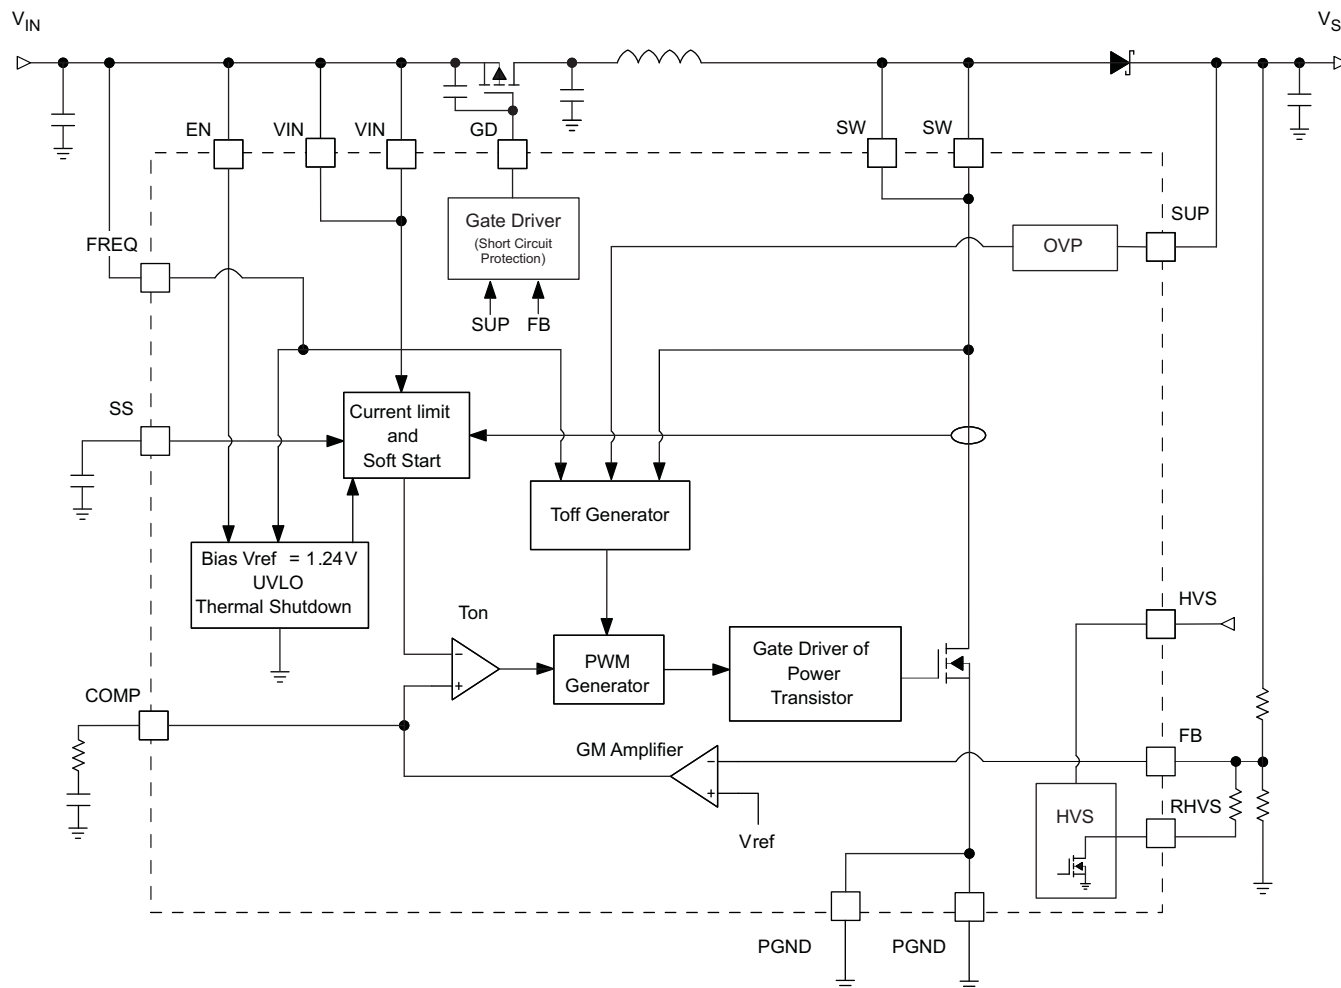 VIN
VS
EN
VIN
VIN
GD
SW
SW
Gate Driver
(Short Circuit
Protection)
SUP
OVP
FREQ
SUP
FB
SS
Current limit
and
Soft Start
Toff Generator
Bias Vref = 1.24V
UVLO
Thermal Shutdown
HVS
Ton
−
+
PWM
Generator
Gate Driver of
Power
Transistor
COMP
GM Amplifier
−
+
FB
RHVS
HVS
Vref
PGND
PGND